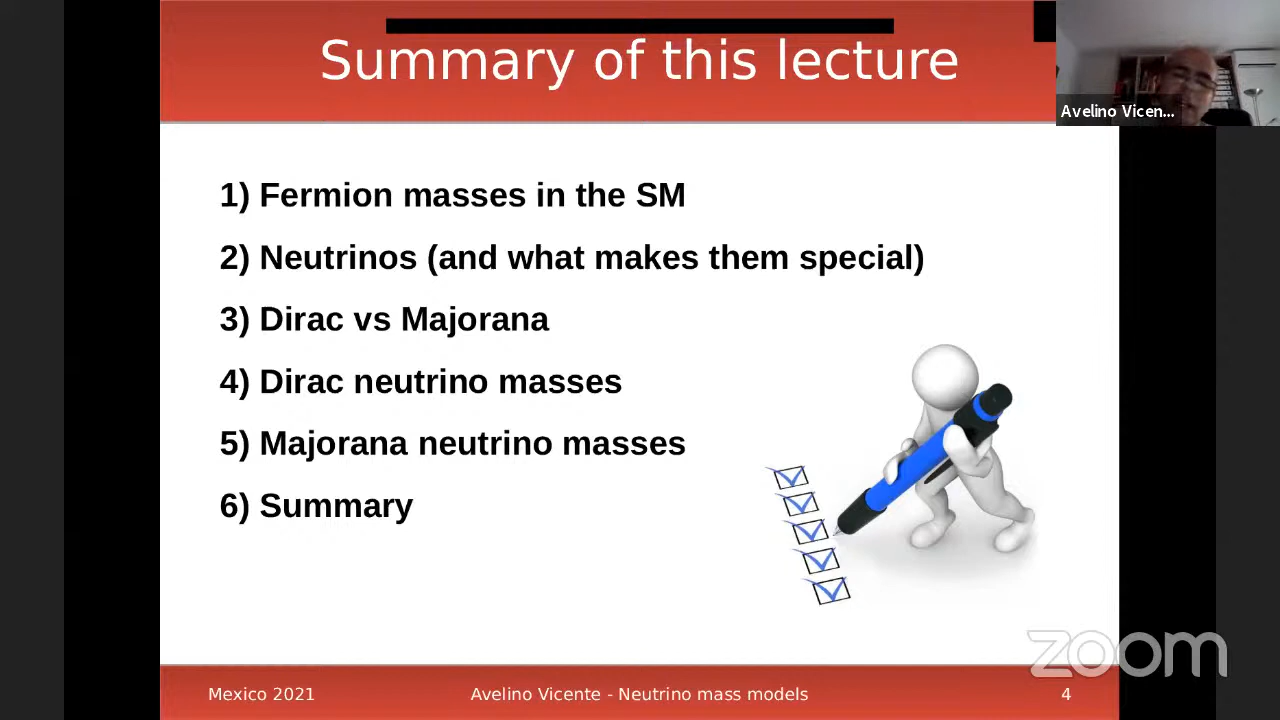 Summary of this lecture
Avelino Vicen...
1) Fermion masses in the SM
2) Neutrinos (and what makes them special)
3) Dirac vs Majorana
4) Dirac neutrino masses
5) Majorana neutrino masses
6) Summary
zoom
Mexico 2021
Avelino Vicente - Neutrino mass models
4